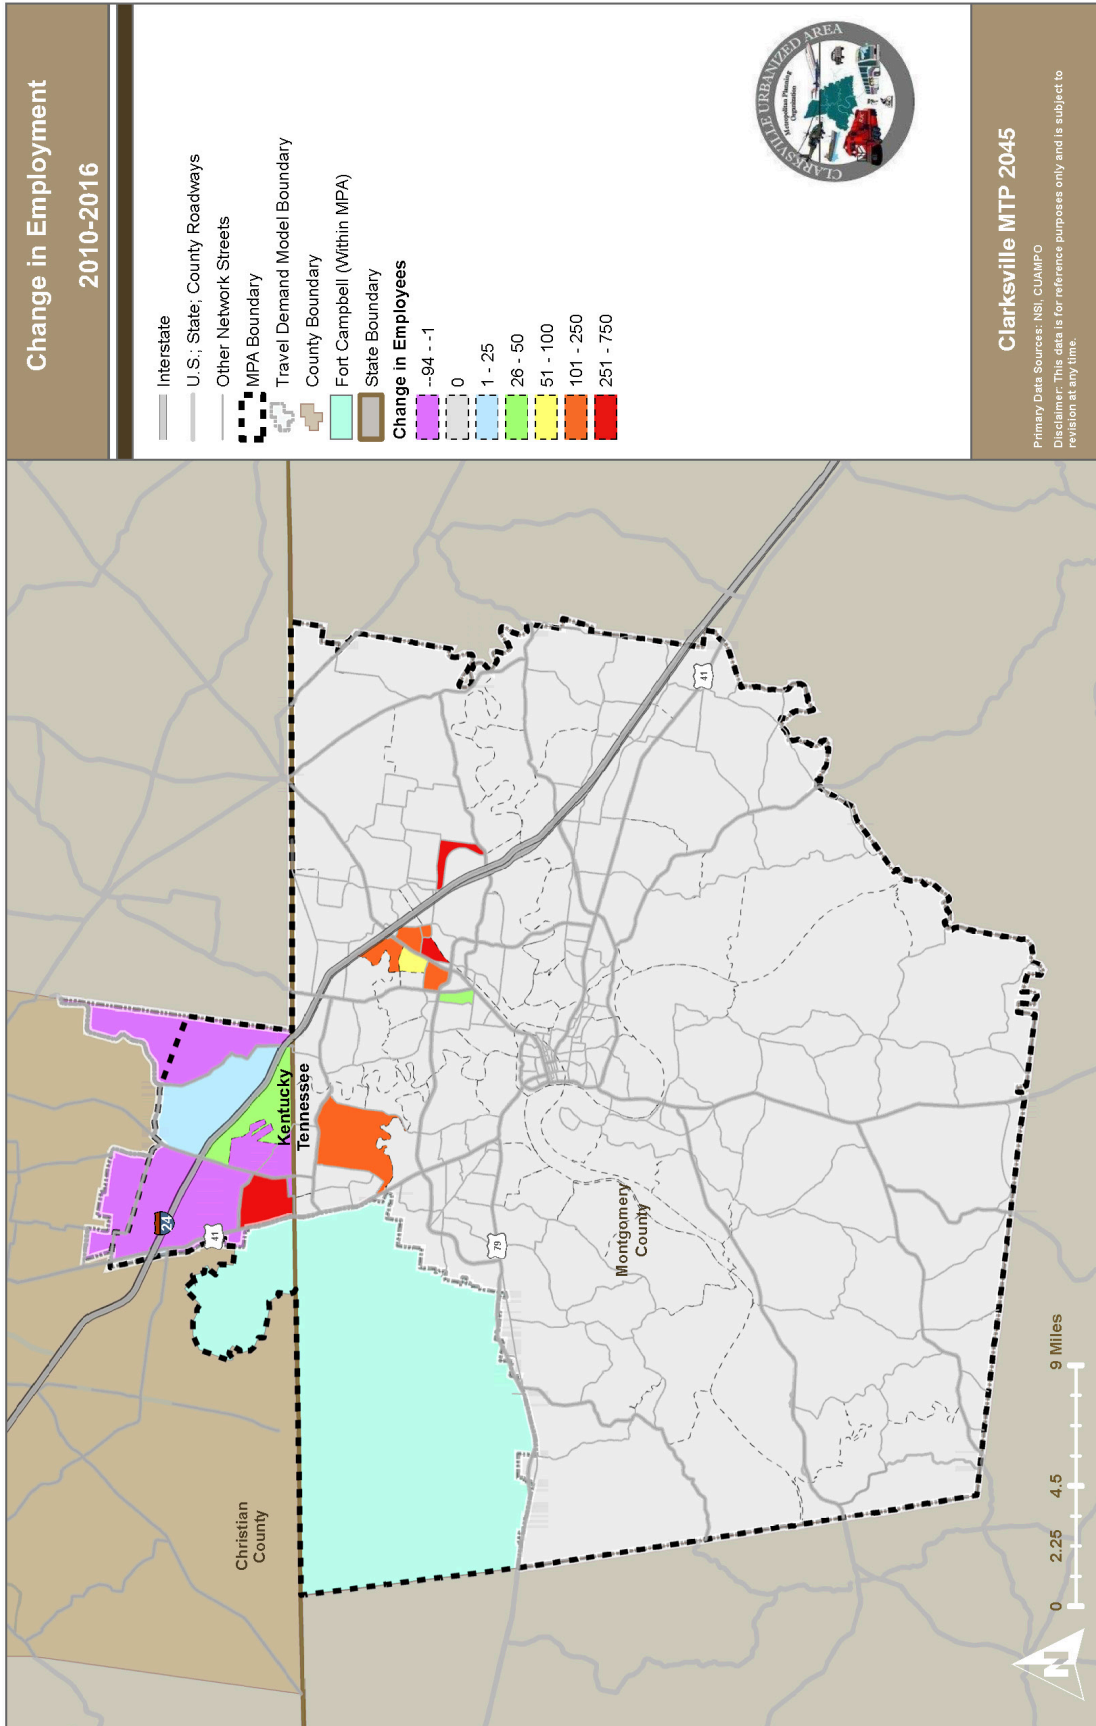 Change in Employment
2010-2016
Interstate
U.S.; State; County Roadways
Other Network Streets
MPA Boundary
Travel Demand Model Boundary
County Boundary
Fort Campbell (Within MPA)
State Boundary
Change in Employees
--94 - -1
0
1 - 25
26 - 50
51 - 100
101 - 250
251 - 750
CLARKSVILLE URBANIZED AREA
Metropolitan Planning
Organization
Clarksville MTP 2045
Primary Data Sources: NSI, CUAMPO
Disclaimer: This data is for reference purposes only and is subject to
revision at any time.
Christian
County
24
41
Kentucky
Tennessee
79
41
Montgomery
County
0
2.25
4.5
9 Miles
N